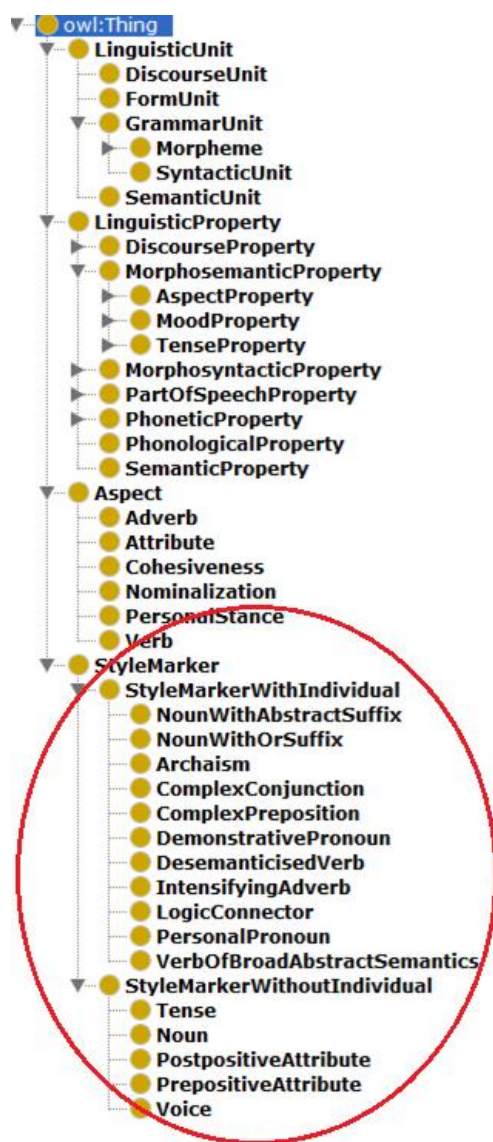 owl:Thing
LinguisticUnit
DiscourseUnit
FormUnit
GrammarUnit
Morpheme
SyntacticUnit
SemanticUnit
LinguisticProperty
DiscourseProperty
MorphosemanticProperty
AspectProperty
MoodProperty
TenseProperty
MorphosyntacticProperty
PartOfSpeechProperty
PhoneticProperty
PhonologicalProperty
SemanticProperty
Aspect
Adverb
Attribute
Cohesiveness
Nominalization
PersonalStance
Verb
StyleMarker
StyleMarkerWithIndividual
NounWithAbstractSuffix
NounWithOrSuffix
Archaism
ComplexConjunction
ComplexPreposition
DemonstrativePronoun
DesemanticisedVerb
IntensifyingAdverb
LogicConnector
PersonalPronoun
VerbOfBroadAbstractSemantics
StyleMarkerWithoutIndividual
Tense
Noun
PostpositiveAttribute
PrepositiveAttribute
Voice